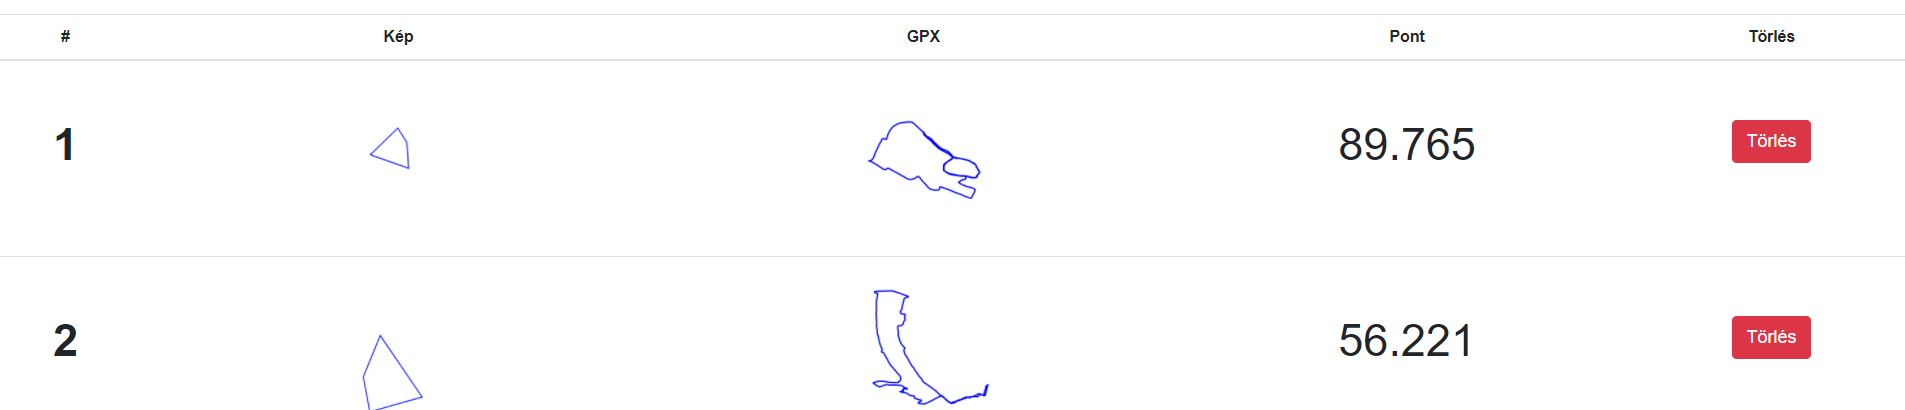 # Kép GPX Pont Törlés
1 89.765 Törlés
2 56.221 Törlés